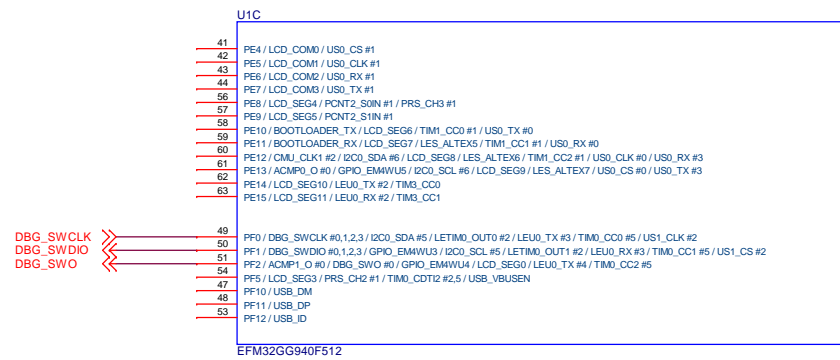 U1C
41 PE4 / LCD_COM0 / US0_CS #1
42 PE5 / LCD_COM1 / US0_CLK #1
43 PE6 / LCD_COM2 / US0_RX #1
44 PE7 / LCD_COM3 / US0_TX #1
56 PE8 / LCD_SEG4 / PCNT2_S0IN #1 / PRS_CH3 #1
57 PE9 / LCD_SEG5 / PCNT2_S1IN #1
58 PE10 / BOOTLOADER_TX / LCD_SEG6 / TIM1_CC0 #1 / US0_TX #0
59 PE11 / BOOTLOADER_RX / LCD_SEG7 / LES_ALTEX5 / TIM1_CC1 #1 / US0_RX #0
60 PE12 / CMU_CLK1 #2 / I2C0_SDA #6 / LCD_SEG8 / LES_ALTEX6 / TIM1_CC2 #1 / US0_CLK #0 / US0_RX #3
61 PE13 / ACMP0_O #0 / GPIO_EM4WU5 / I2C0_SCL #6 / LCD_SEG9 / LES_ALTEX7 / US0_CS #0 / US0_TX #3
62 PE14 / LCD_SEG10 / LEU0_TX #2 / TIM3_CC0
63 PE15 / LCD_SEG11 / LEU0_RX #2 / TIM3_CC1
DBG_SWCLK 49 PF0 / DBG_SWCLK #0,1,2,3 / I2C0_SDA #5 / LETIM0_OUT0 #2 / LEU0_TX #3 / TIM0_CC0 #5 / US1_CLK #2
DBG_SWDIO 50 PF1 / DBG_SWDIO #0,1,2,3 / GPIO_EM4WU3 / I2C0_SCL #5 / LETIM0_OUT1 #2 / LEU0_RX #3 / TIM0_CC1 #5 / US1_CS #2
DBG_SWO 51 PF2 / ACMP1_O #0 / DBG_SWO #0 / GPIO_EM4WU4 / LCD_SEG0 / LEU0_TX #4 / TIM0_CC2 #5
54 PF5 / LCD_SEG3 / PRS_CH2 #1 / TIM0_CDTI2 #2,5 / USB_VBUSEN
47 PF10 / USB_DM
48 PF11 / USB_DP
53 PF12 / USB_ID
EFM32GG940F512